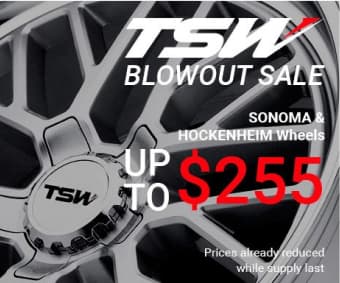 TSW
BLOWOUT SALE
SONOMA &
HOCKENHEIM Wheels
UP
TO $255
TSW
Prices already reduced
while supply last